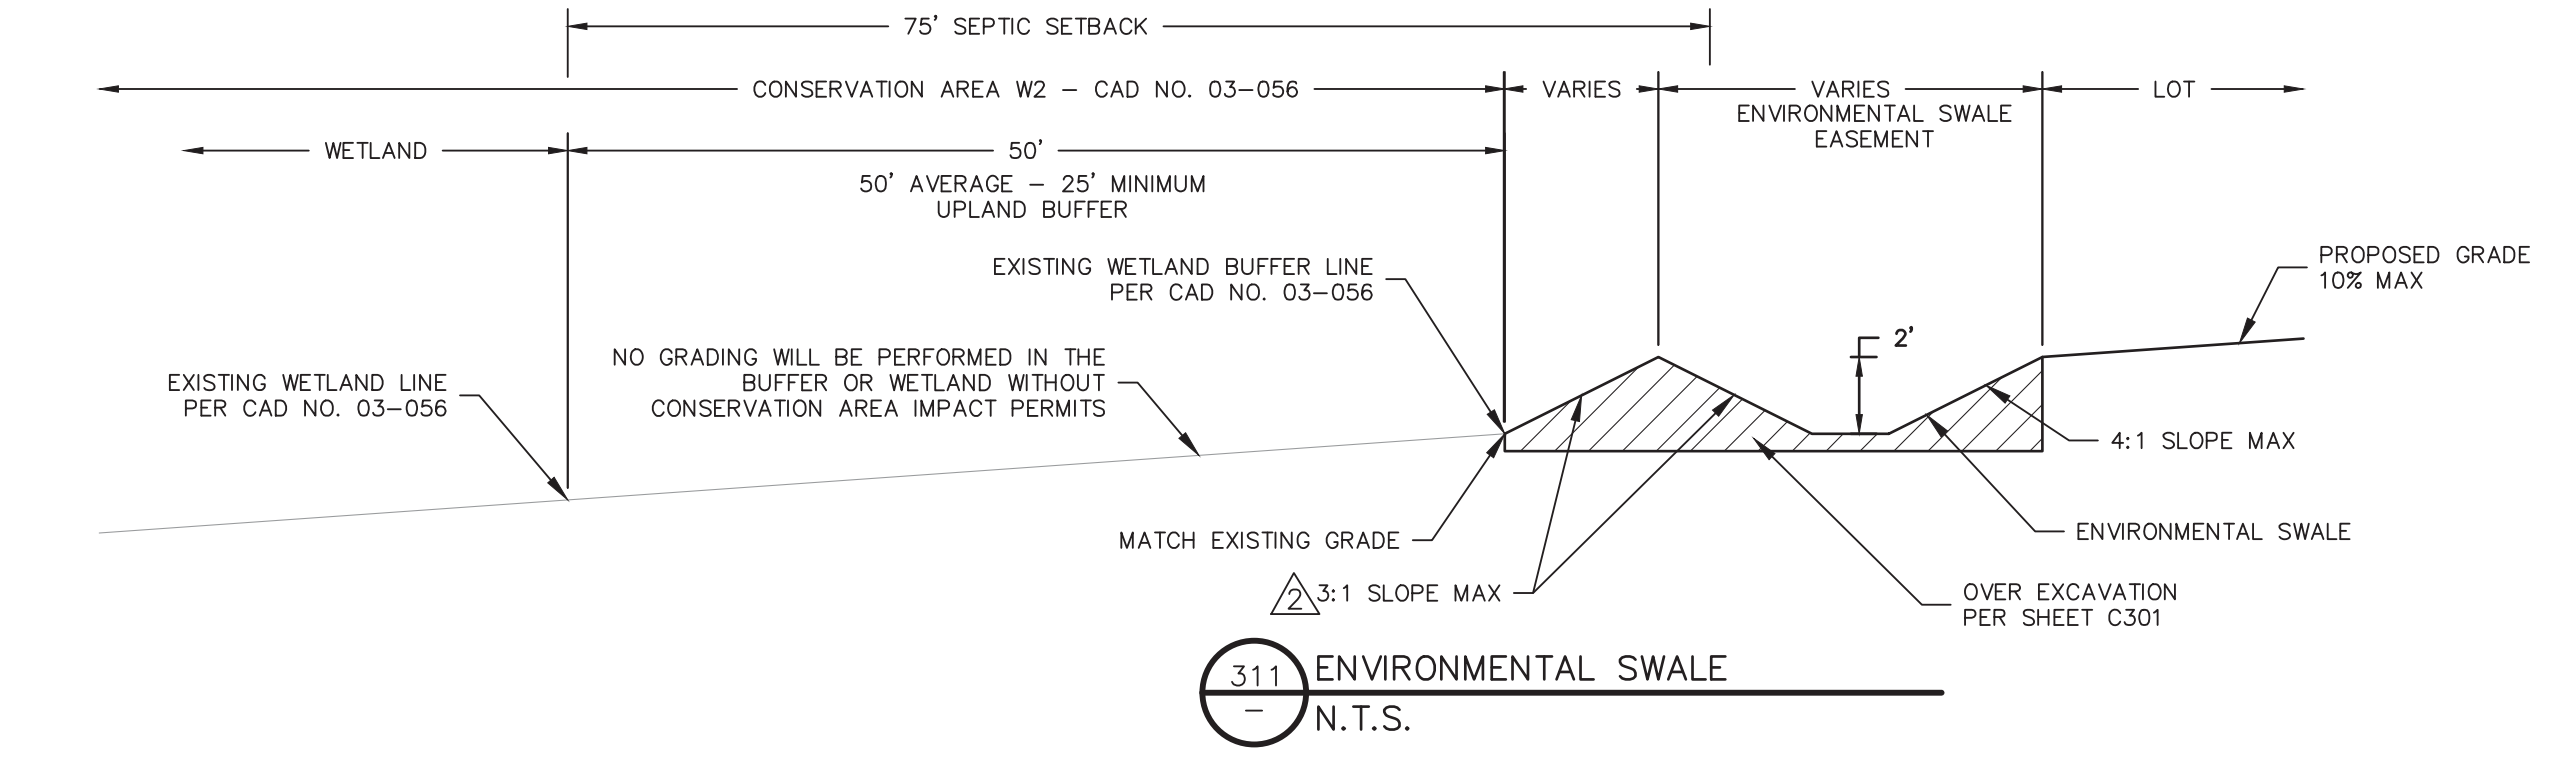 75' SEPTIC SETBACK
CONSERVATION AREA W2 - CAD NO. 03-056
VARIES
VARIES
ENVIRONMENTAL SWALE
EASEMENT
LOT
WETLAND
50'
50' AVERAGE - 25' MINIMUM
UPLAND BUFFER
EXISTING WETLAND BUFFER LINE
PER CAD NO. 03-056
PROPOSED GRADE
10% MAX
2'
NO GRADING WILL BE PERFORMED IN THE
BUFFER OR WETLAND WITHOUT
CONSERVATION AREA IMPACT PERMITS
EXISTING WETLAND LINE
PER CAD NO. 03-056
4:1 SLOPE MAX
MATCH EXISTING GRADE
ENVIRONMENTAL SWALE
2 3:1 SLOPE MAX
OVER EXCAVATION
PER SHEET C301
311
-
ENVIRONMENTAL SWALE
N.T.S.